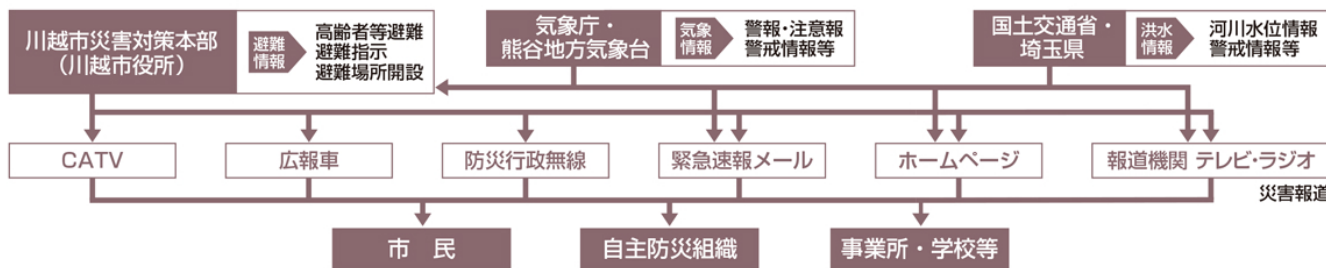 川越市災害対策本部
(川越市役所)
避難
情報
高齢者等避難
避難指示
避難場所開設
気象庁・
熊谷地方気象台
気象
情報
警報・注意報
警戒情報等
国土交通省・
埼玉県
洪水
情報
河川水位情報
警戒情報等
CATV
広報車
防災行政無線
緊急速報メール
ホームページ
報道機関 テレビ・ラジオ
災害報道
市 民
自主防災組織
事業所・学校等